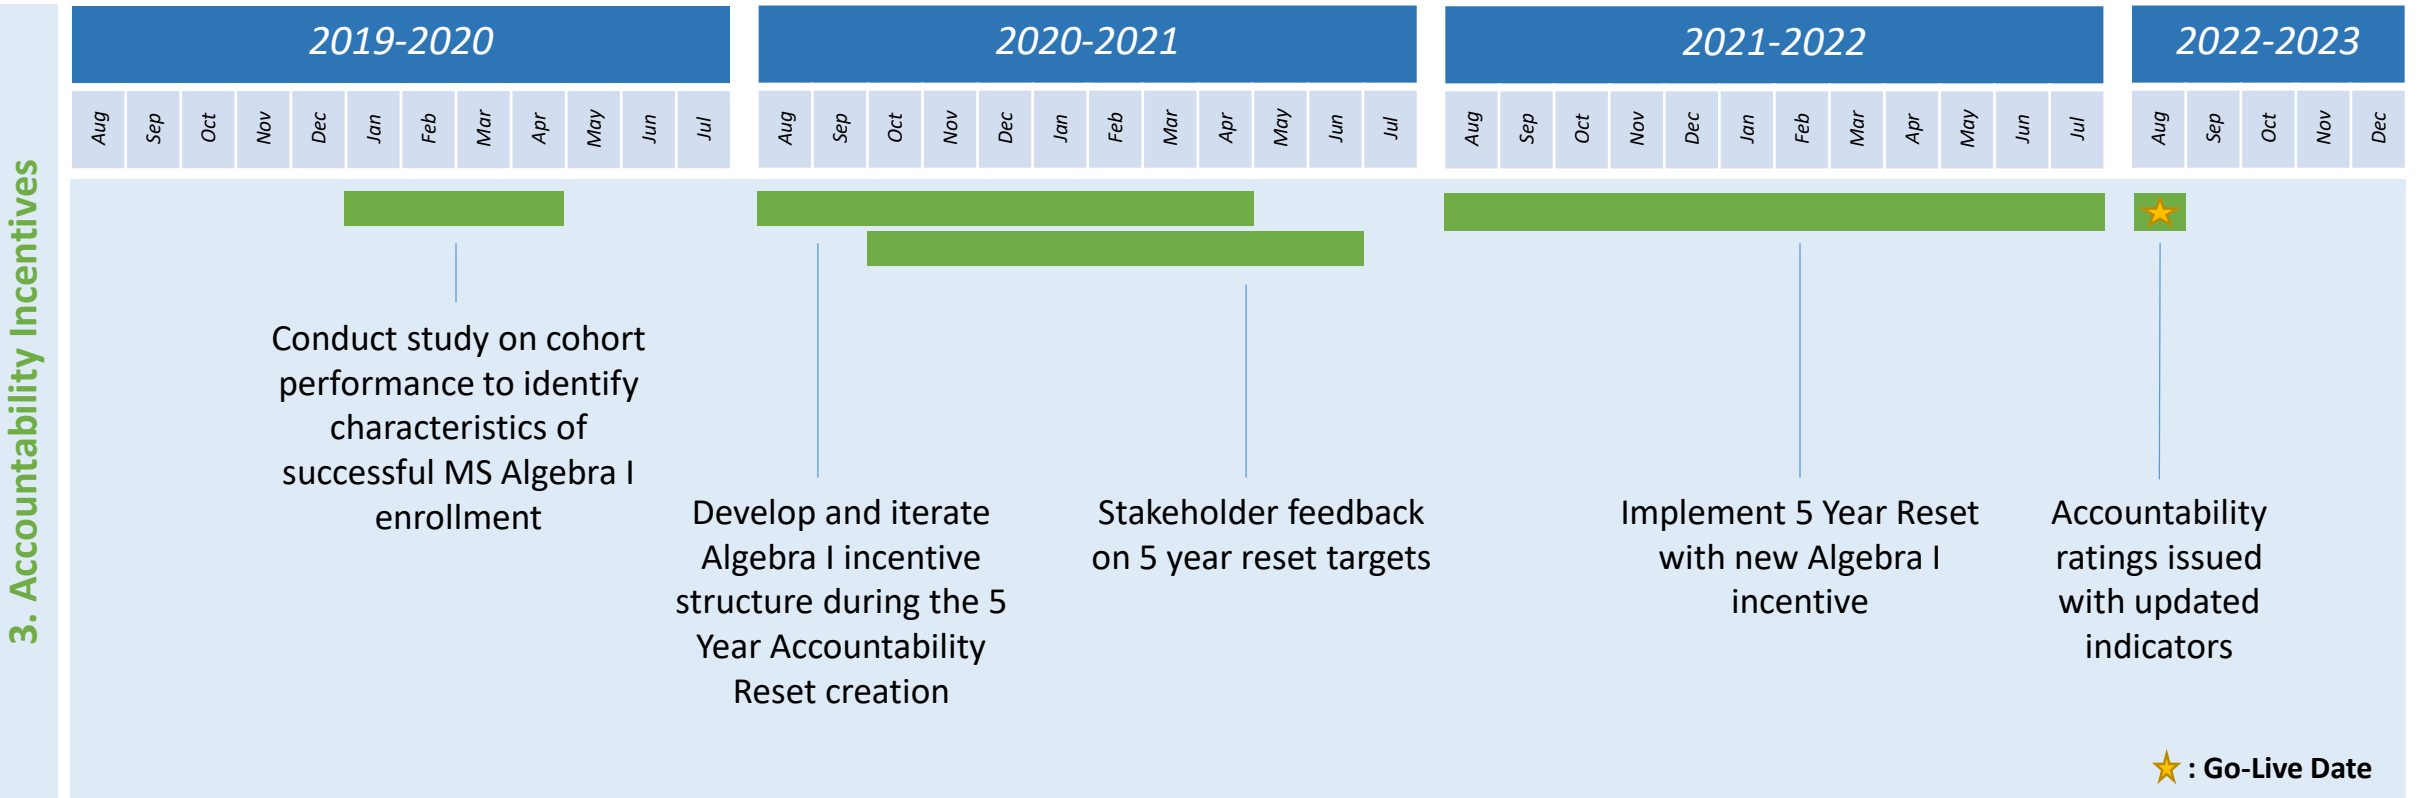 3. Accountability Incentives
2019-2020
2020-2021
2021-2022
2022-2023
Aug Sep Oct Nov Dec Jan Feb Mar Apr May Jun Jul
Aug Sep Oct Nov Dec Jan Feb Mar Apr May Jun Jul
Aug Sep Oct Nov Dec Jan Feb Mar Apr May Jun Jul
Aug Sep Oct Nov Dec
Conduct study on cohort
performance to identify
characteristics of
successful MS Algebra I
enrollment
Develop and iterate
Algebra I incentive
structure during the 5
Year Accountability
Reset creation
Stakeholder feedback
on 5 year reset targets
Implement 5 Year Reset
with new Algebra I
incentive
Accountability
ratings issued
with updated
indicators
: Go-Live Date